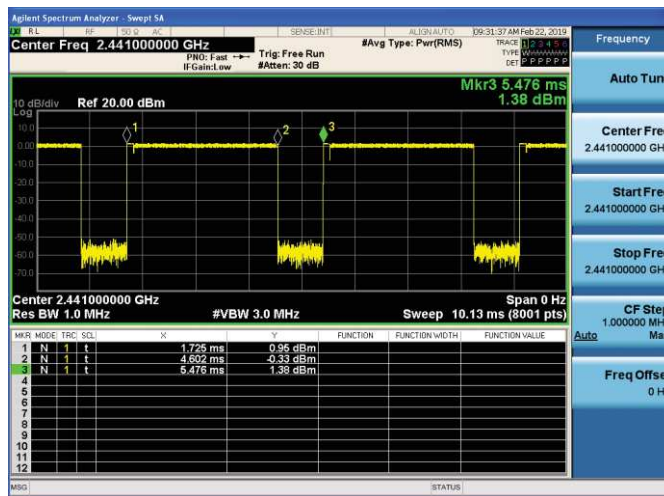 Agilent Spectrum Analyzer - Swept SA
RL RF 50 Ω AC SENSE:INT ALIGNAUTO 09:31:37 AM Feb 22, 2019
Center Freq 2.441000000 GHz
#Avg Type: Pwr(RMS)
TRACE 1 2 3 4 5 6
TYPE
DET P P P P P P
PNO: Fast
IFGain:Low
Trig: Free Run
#Atten: 30 dB
Mkr3 5.476 ms
1.38 dBm
10 dB/div Ref 20.00 dBm
Log
10.0
0.00
-10.0
-20.0
-30.0
-40.0
-50.0
-60.0
-70.0
1
2
3
Center 2.441000000 GHz Span 0 Hz
Res BW 1.0 MHz #VBW 3.0 MHz Sweep 10.13 ms (8001 pts)
MKR MODE TRC SCL X Y FUNCTION FUNCTION WIDTH FUNCTION VALUE
1 N 1 t 1.725 ms 0.95 dBm
2 N 1 t 4.602 ms -0.33 dBm
3 N 1 t 5.476 ms 1.38 dBm
4
5
6
7
8
9
10
11
12
MSG STATUS
Frequency
Auto Tun
Center Fre
2.441000000 GH
Start Fre
2.441000000 GH
Stop Fre
2.441000000 GH
CF Step
1.000000 MH
Auto Ma
Freq Offse
0 H